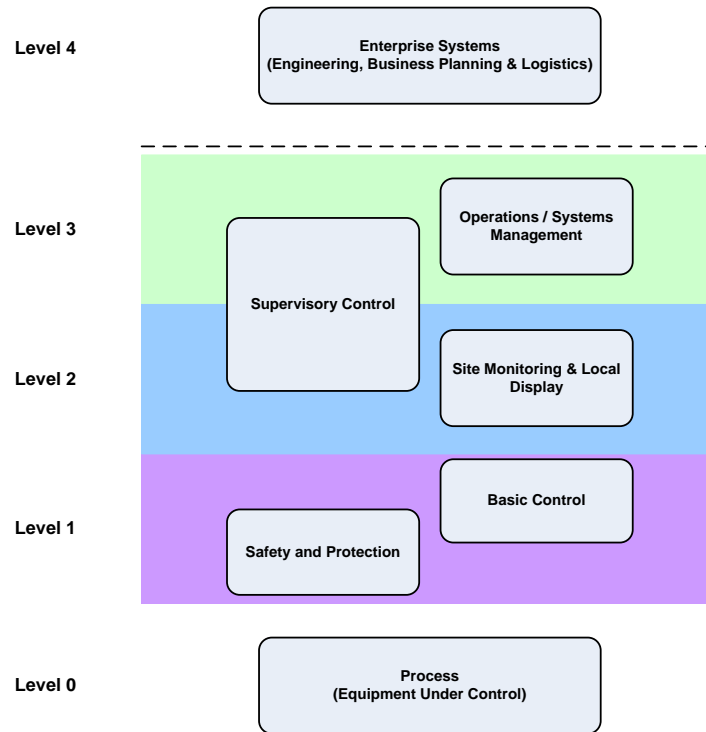 Level 4
Enterprise Systems
(Engineering, Business Planning & Logistics)
Level 3
Operations / Systems
Management
Supervisory Control
Level 2
Site Monitoring & Local
Display
Level 1
Basic Control
Safety and Protection
Level 0
Process
(Equipment Under Control)